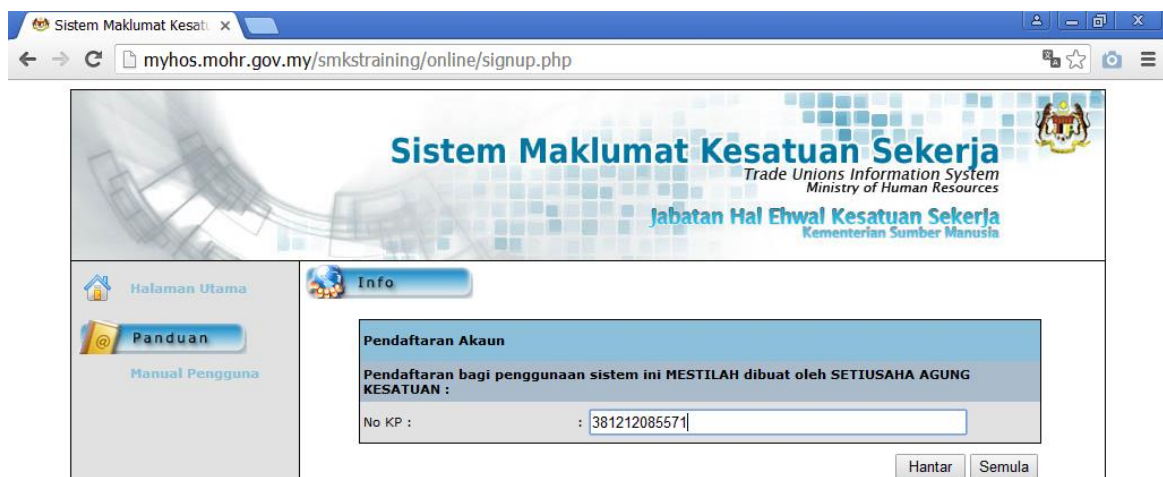 Sistem Maklumat Kesatu
myhos.mohr.gov.my/smkstraining/online/signup.php
Sistem Maklumat Kesatuan Sekerja
Trade Unions Information System
Ministry of Human Resources
Jabatan Hal Ehwal Kesatuan Sekerja
Kementerian Sumber Manusia
Halaman Utama
Info
Panduan
Manual Pengguna
Pendaftaran Akaun
Pendaftaran bagi penggunaan sistem ini MESTILAH dibuat oleh SETIUSAHA AGUNG
KESATUAN :
No KP : : 381212085571
Hantar Semula